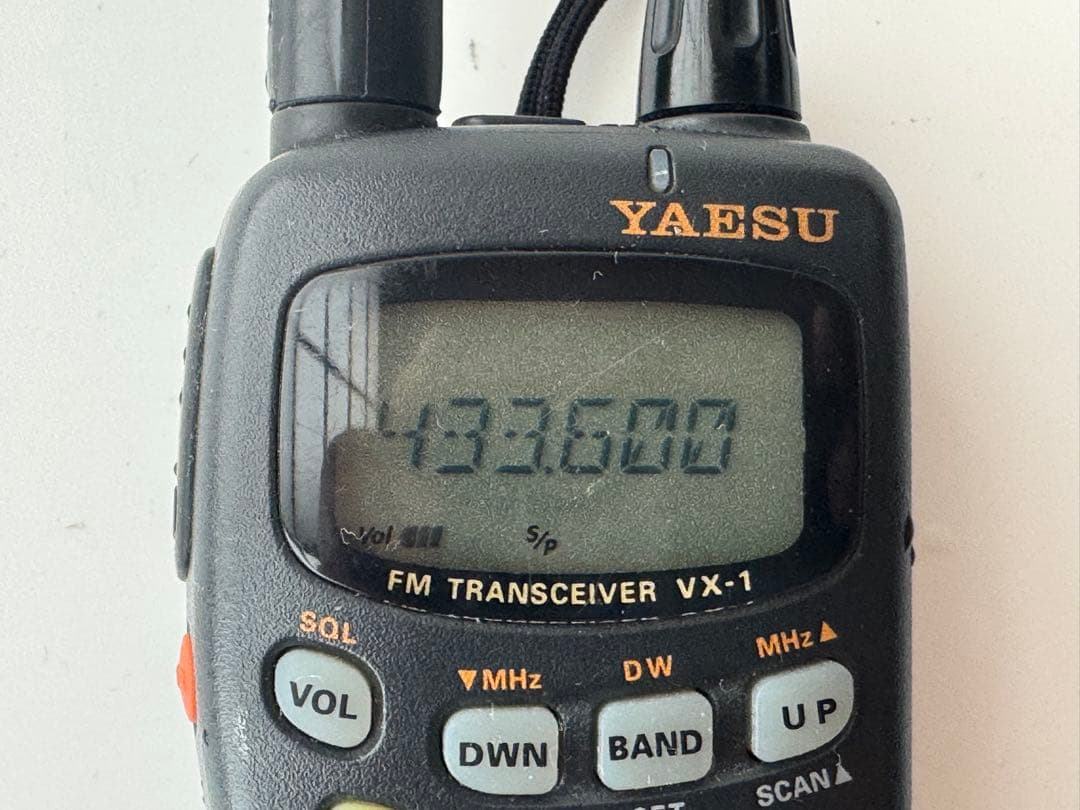 YAESU
433.600
Vol S/P
FM TRANSCEIVER VX-1
SQL
VOL
▼MHz DW MHz▲
DWN BAND UP
SCAN▲